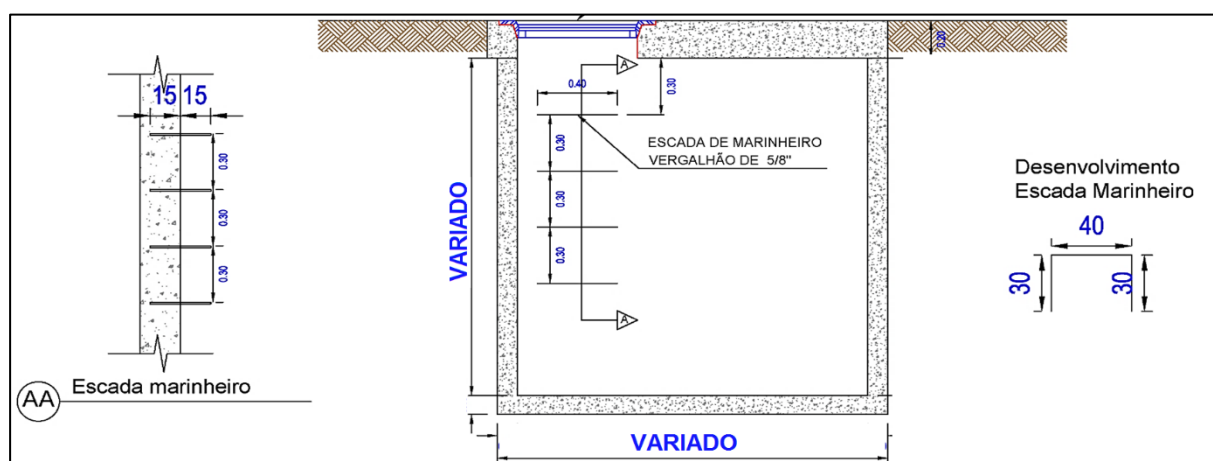 15 15
0.30
0.30
0.30
AA
Escada marinheiro
0.20
A
0.40
0.30
ESCADA DE MARINHEIRO
VERGALHÃO DE 5/8"
0.30
0.30
0.30
VARIADO
A
VARIADO
Desenvolvimento
Escada Marinheiro
40
30
30